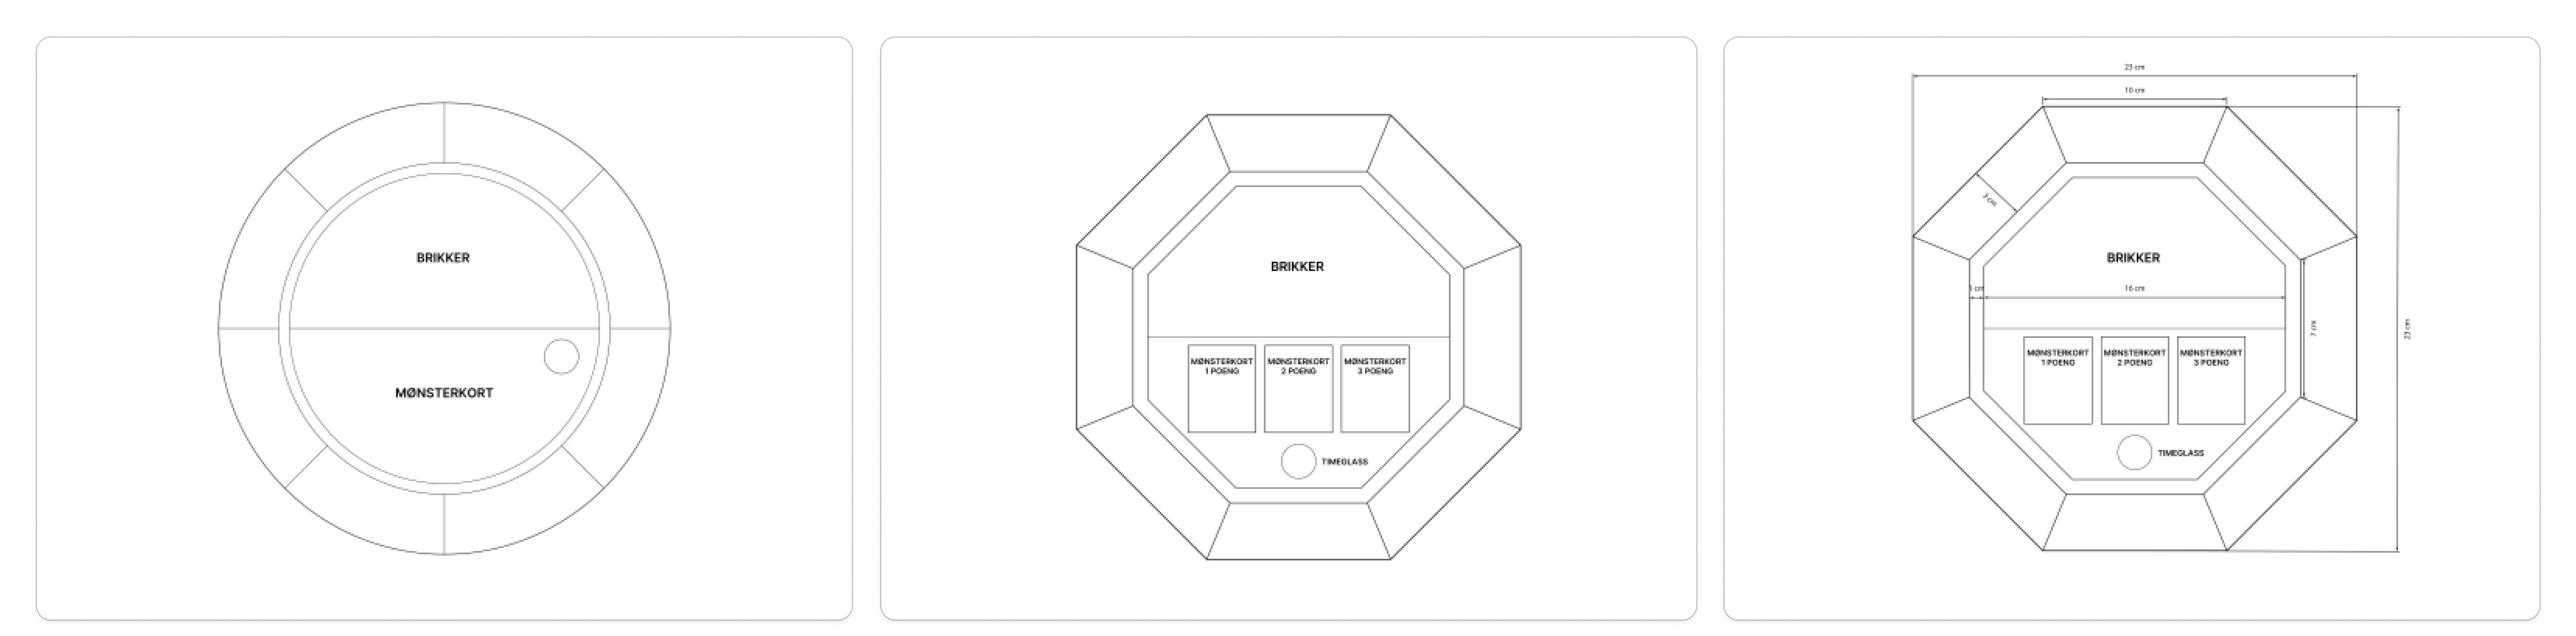 BRIKKER
MØNSTERKORT
BRIKKER
MØNSTERKORT
1 POENG
MØNSTERKORT
2 POENG
MØNSTERKORT
3 POENG
TIMEGLASS
23 cm
10 cm
3 cm
BRIKKER
1 cm
16 cm
7 cm
23 cm
MØNSTERKORT
1 POENG
MØNSTERKORT
2 POENG
MØNSTERKORT
3 POENG
TIMEGLASS